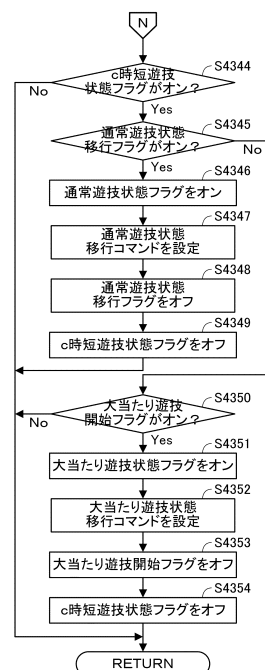 N
S4344
c時短遊技
状態フラグがオン?
No
Yes
S4345
通常遊技状態
移行フラグがオン?
No
Yes
S4346
通常遊技状態フラグをオン
S4347
通常遊技状態
移行コマンドを設定
S4348
通常遊技状態
移行フラグをオフ
S4349
c時短遊技状態フラグをオフ
S4350
大当たり遊技
開始フラグがオン?
No
Yes
S4351
大当たり遊技状態フラグをオン
S4352
大当たり遊技状態
移行コマンドを設定
S4353
大当たり遊技開始フラグをオフ
S4354
c時短遊技状態フラグをオフ
RETURN